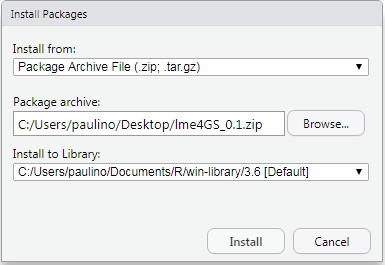 Install Packages
Install from:
Package Archive File (.zip; .tar.gz)
Package archive:
C:/Users/paulino/Desktop/lme4GS_0.1.zip
Browse...
Install to Library:
C:/Users/paulino/Documents/R/win-library/3.6 [Default]
Install
Cancel